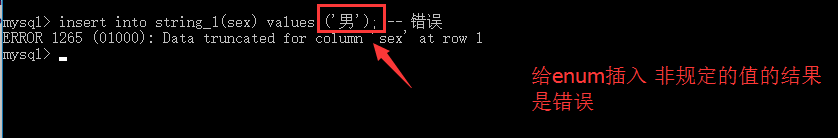 mysql> insert into string_1(sex) values ('男'); -- 错误
ERROR 1265 (01000): Data truncated for column 'sex' at row 1
mysql>
给enum插入 非规定的值的结果
是错误